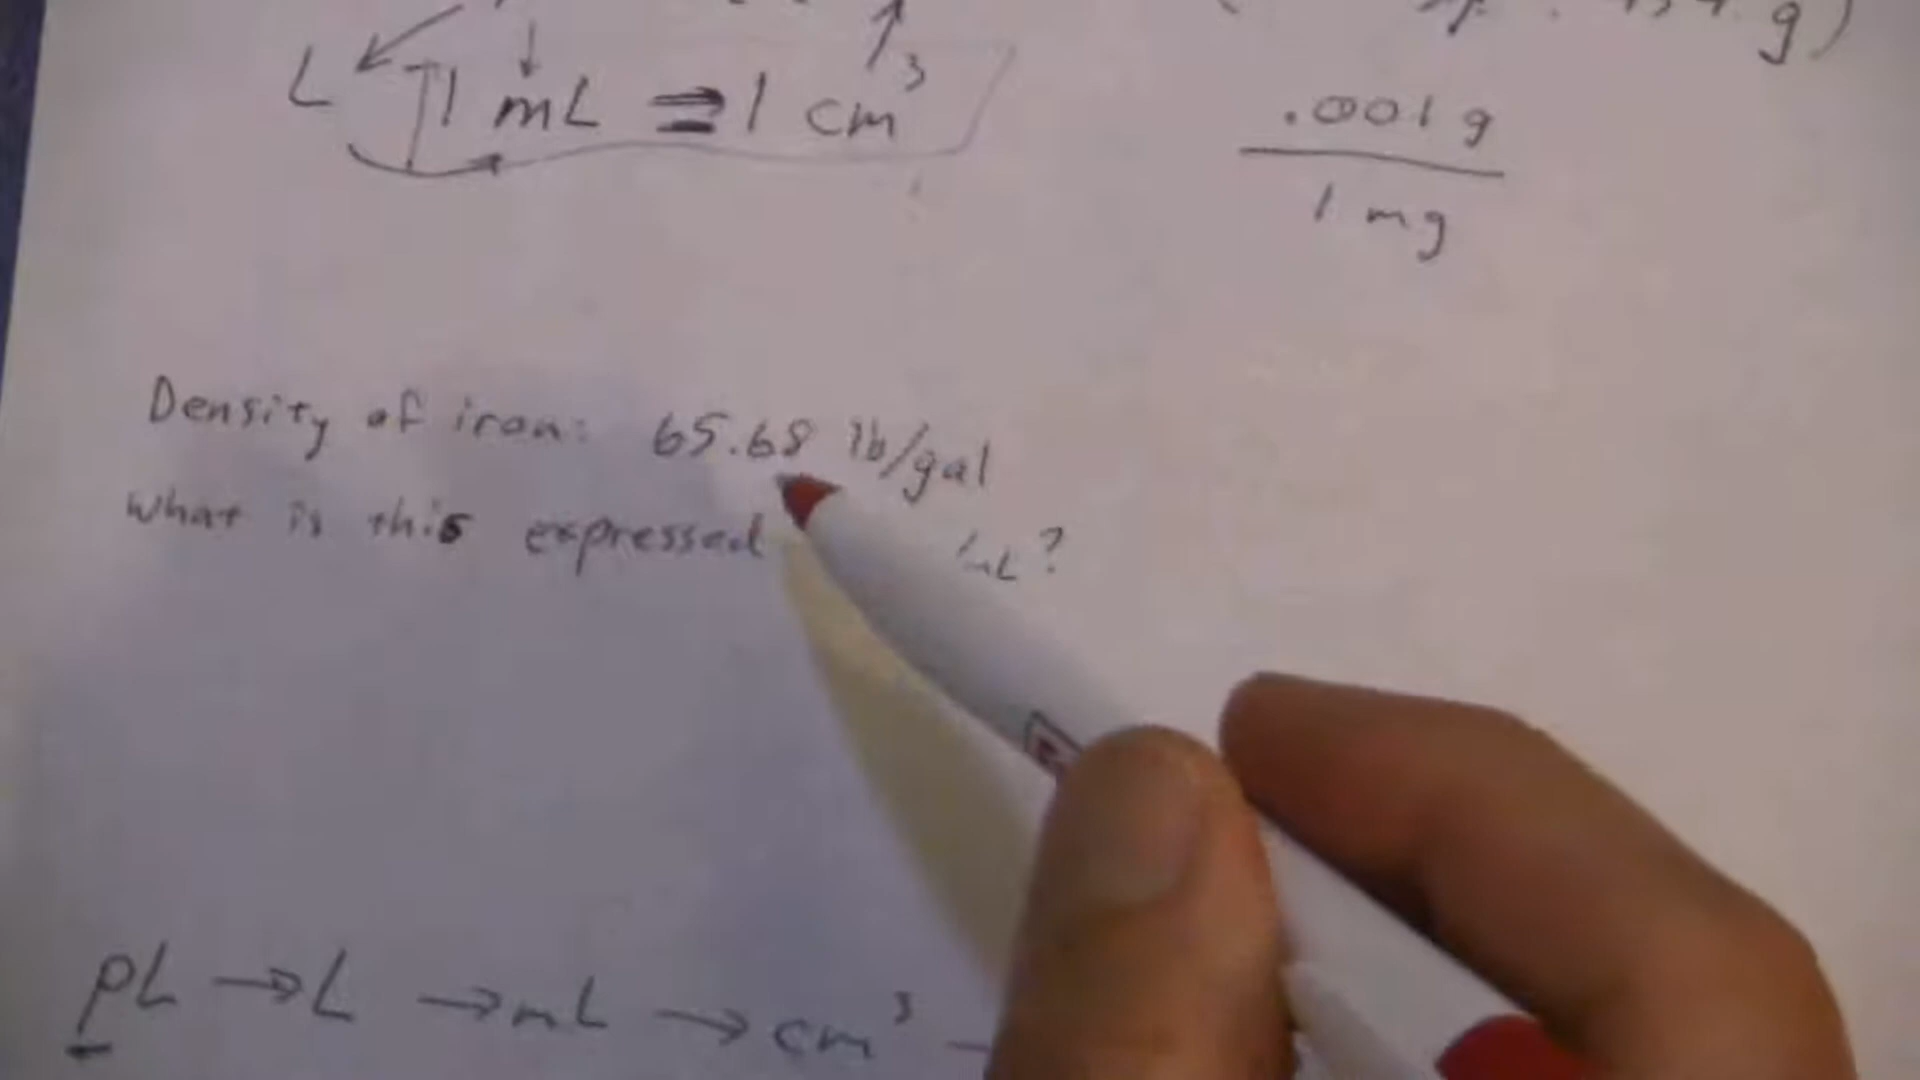 g)
L 1 mL = 1 cm³
.001 g
1 mg
Density of iron: 65.68 lb/gal
What is this expressed mL?
pL → L → mL → cm³